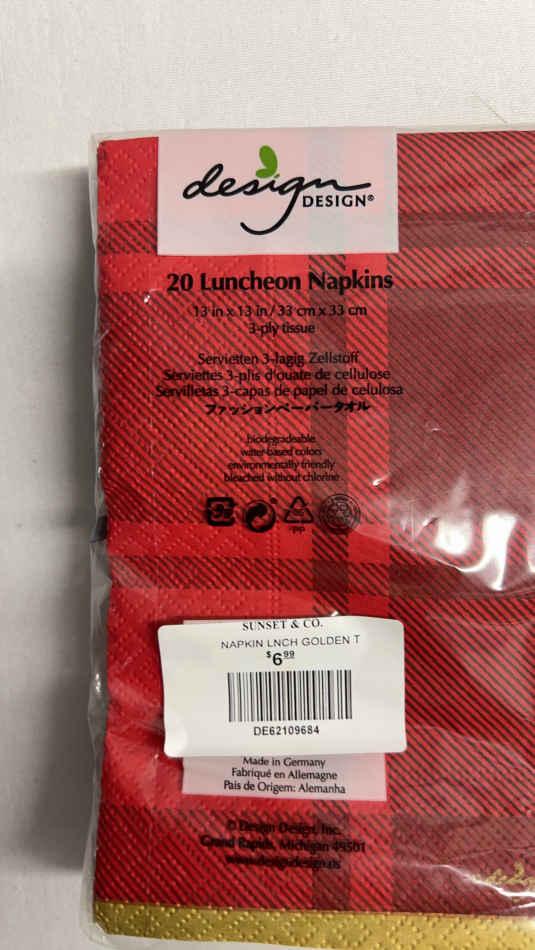 design
DESIGN®
20 Luncheon Napkins
13 in x 13 in / 33 cm x 33 cm
3-ply tissue
Servietten 3-lagig Zellstoff
Serviettes 3-plis d'ouate de cellulose
Servilletas 3-capas de papel de celulosa
ファッションペーパータオル
biodegradeable
water-based colors
environmentally friendly
bleached without chlorine
PP
SUNSET & CO.
NAPKIN LNCH GOLDEN T
$6.99
DE62109684
Made in Germany
Fabriqué en Allemagne
País de Origem: Alemanha
© Design Design, Inc.
Grand Rapids, Michigan 49501
www.designdesign.us